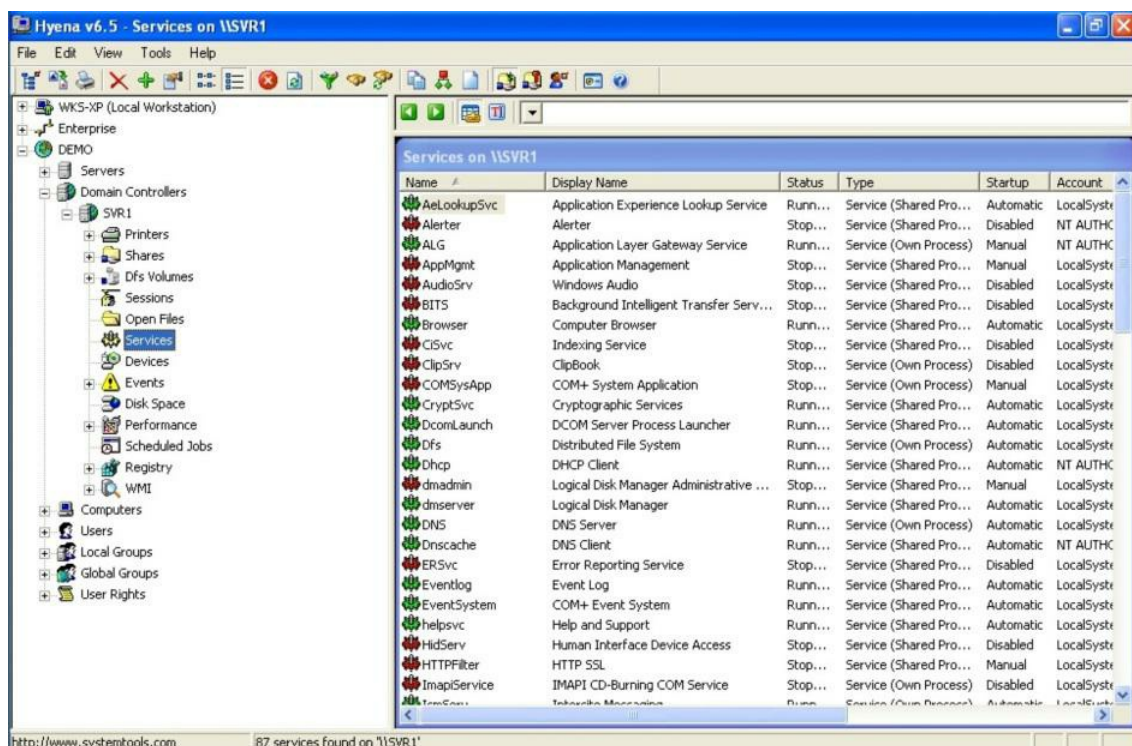 Hyena v6.5 - Services on \\SVR1
File Edit View Tools Help
WKS-XP (Local Workstation)
Enterprise
DEMO
Servers
Domain Controllers
SVR1
Printers
Shares
Dfs Volumes
Sessions
Open Files
Services
Devices
Events
Disk Space
Performance
Scheduled Jobs
Registry
WMI
Computers
Users
Local Groups
Global Groups
User Rights
Services on \\SVR1
Name Display Name Status Type Startup Account
AeLookupSvc Application Experience Lookup Service Runn... Service (Shared Pro... Automatic LocalSyste
Alerter Alerter Stop... Service (Shared Pro... Disabled NT AUTHO
ALG Application Layer Gateway Service Runn... Service (Own Process) Manual NT AUTHO
AppMgmt Application Management Stop... Service (Shared Pro... Manual LocalSyste
AudioSrv Windows Audio Stop... Service (Shared Pro... Disabled LocalSyste
BITS Background Intelligent Transfer Serv... Stop... Service (Shared Pro... Disabled LocalSyste
Browser Computer Browser Runn... Service (Shared Pro... Automatic LocalSyste
CiSvc Indexing Service Stop... Service (Shared Pro... Disabled LocalSyste
ClipSrv ClipBook Stop... Service (Own Process) Disabled LocalSyste
COMSysApp COM+ System Application Stop... Service (Own Process) Manual LocalSyste
CryptSvc Cryptographic Services Runn... Service (Shared Pro... Automatic LocalSyste
DcomLaunch DCOM Server Process Launcher Runn... Service (Shared Pro... Automatic LocalSyste
Dfs Distributed File System Runn... Service (Own Process) Automatic LocalSyste
Dhcp DHCP Client Runn... Service (Shared Pro... Automatic NT AUTHO
dmadmin Logical Disk Manager Administrative ... Stop... Service (Shared Pro... Manual LocalSyste
dmserver Logical Disk Manager Runn... Service (Shared Pro... Automatic LocalSyste
DNS DNS Server Runn... Service (Own Process) Automatic LocalSyste
Dnscache DNS Client Runn... Service (Shared Pro... Automatic NT AUTHO
ERSvc Error Reporting Service Stop... Service (Shared Pro... Disabled LocalSyste
Eventlog Event Log Runn... Service (Shared Pro... Automatic LocalSyste
EventSystem COM+ Event System Runn... Service (Shared Pro... Automatic LocalSyste
helpsvc Help and Support Runn... Service (Shared Pro... Automatic LocalSyste
HidServ Human Interface Device Access Stop... Service (Shared Pro... Disabled LocalSyste
HTTPFilter HTTP SSL Stop... Service (Shared Pro... Manual LocalSyste
ImapiService IMAPI CD-Burning COM Service Stop... Service (Own Process) Disabled LocalSyste
IsmServ Intersite Messaging Runn... Service (Own Process) Automatic LocalSyste
http://www.systemtools.com 87 services found on '\\SVR1'